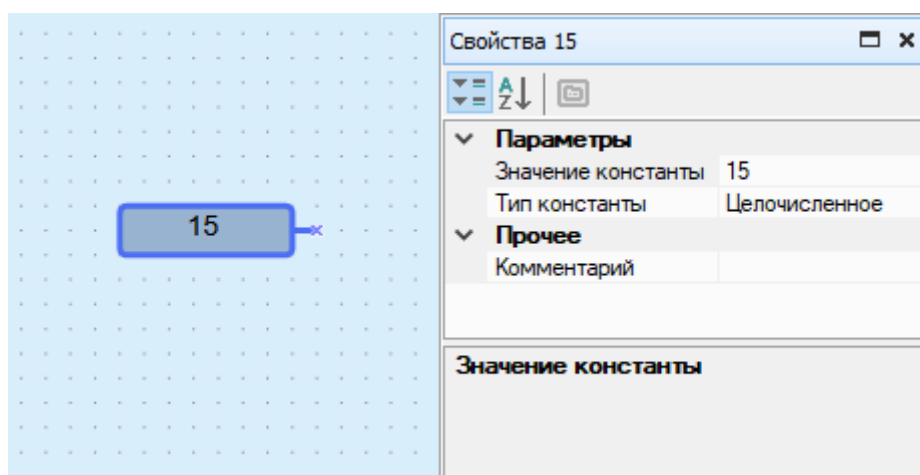 15
Свойства 15
Параметры
Значение константы 15
Тип константы Целочисленное
Прочее
Комментарий
Значение константы